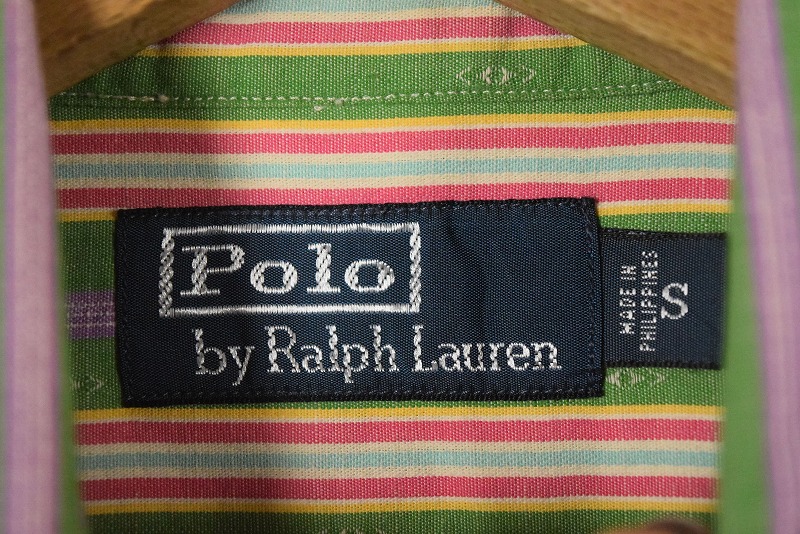 Polo
by Ralph Lauren
MADE IN
PHILIPPINES
S